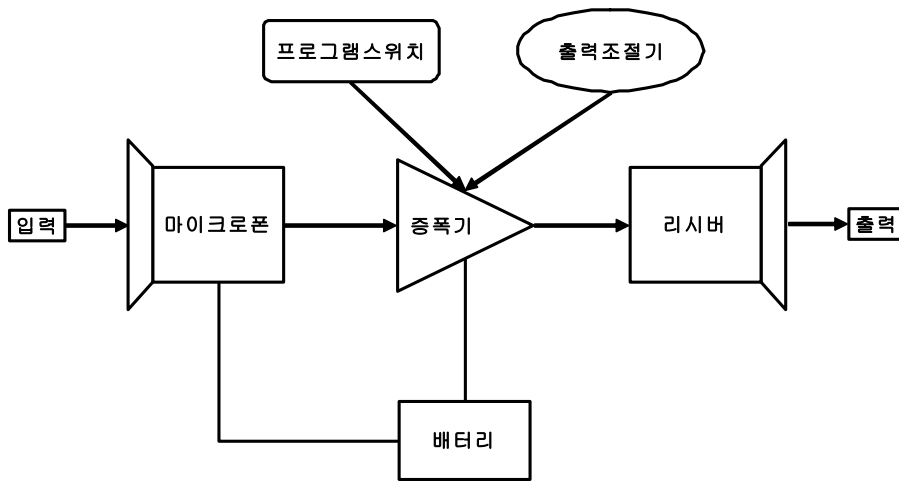 프로그램스위치
출력조절기
입력
마이크로폰
증폭기
리시버
출력
배터리